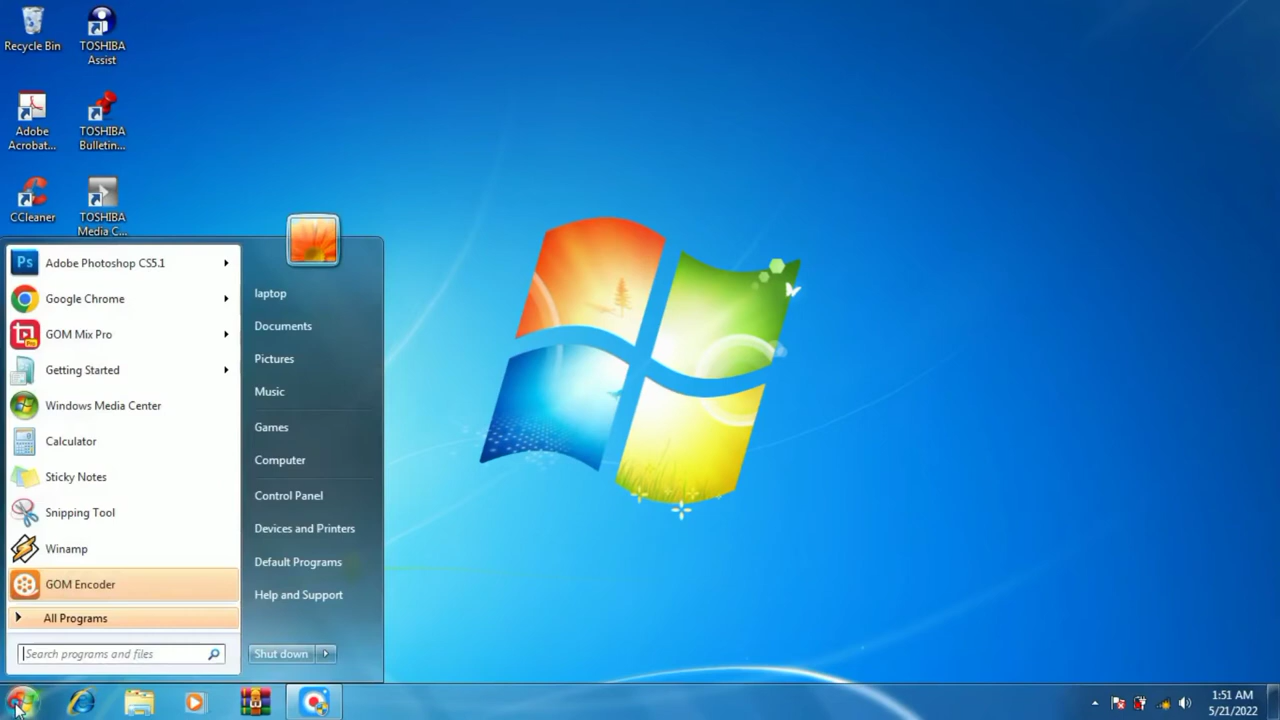 Recycle Bin
TOSHIBA
Assist
Adobe
Acrobat...
TOSHIBA
Bulletin...
CCleaner
TOSHIBA
Media C...
Ps
Adobe Photoshop CS5.1
Google Chrome
GOM Mix Pro
Getting Started
Windows Media Center
Calculator
Sticky Notes
Snipping Tool
Winamp
GOM Encoder
All Programs
Search programs and files
laptop
Documents
Pictures
Music
Games
Computer
Control Panel
Devices and Printers
Default Programs
Help and Support
Shut down
1:51 AM
5/21/2022